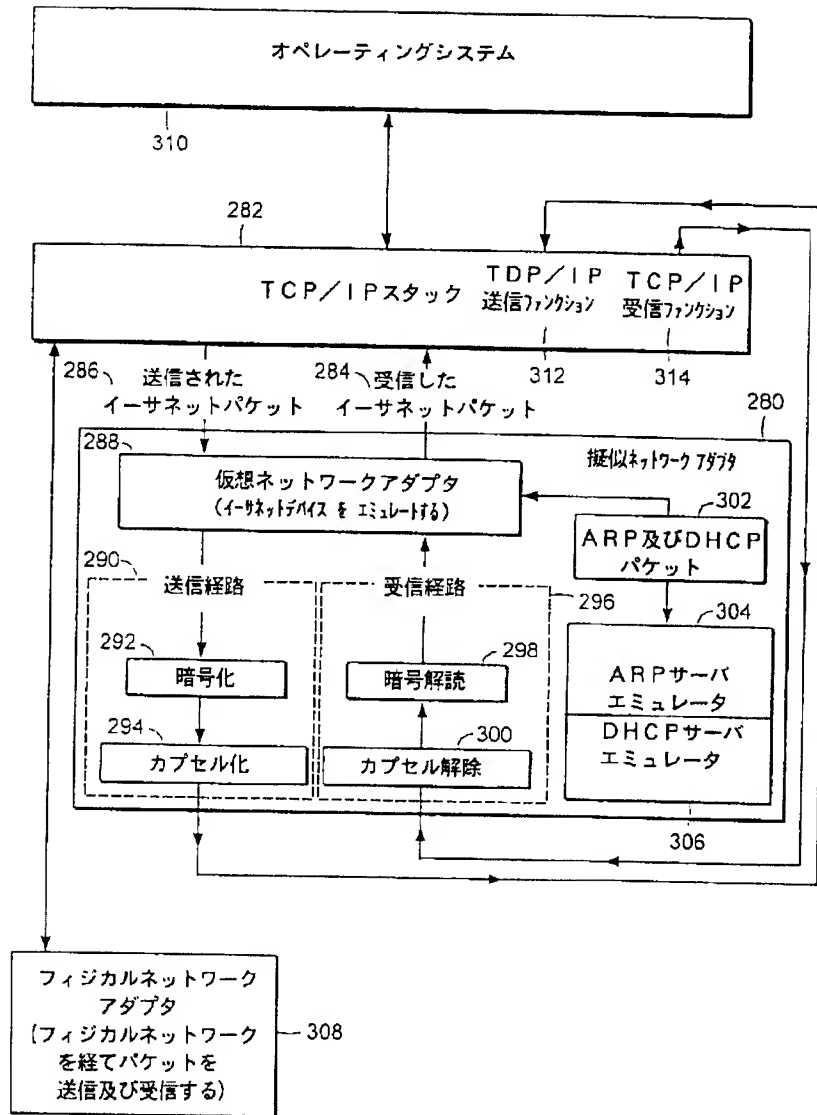 オペレーティングシステム
310
282
TCP/IPスタック
TDP/IP
送信ファンクション
TCP/IP
受信ファンクション
312
314
286
送信された
イーサネットパケット
284
受信した
イーサネットパケット
280
288
擬似ネットワークアダプタ
仮想ネットワークアダプタ
(イーサネットデバイス を エミュレートする)
302
ARP及びDHCP
パケット
290
送信経路
受信経路
296
304
292
暗号化
298
暗号解読
ARPサーバ
エミュレータ
294
カプセル化
300
カプセル解除
DHCPサーバ
エミュレータ
306
フィジカルネットワーク
アダプタ
(フィジカルネットワーク
を経てパケットを
送信及び受信する)
308